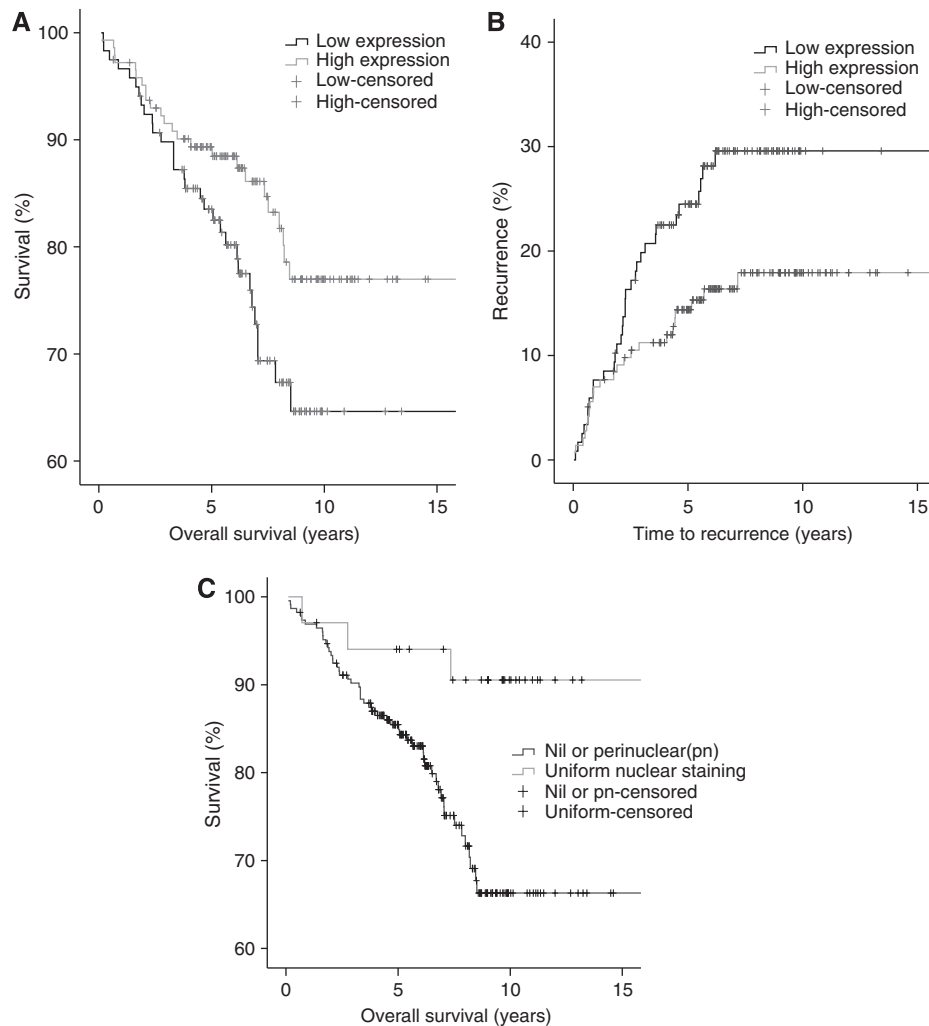 A
100
90
80
70
60
Survival (%)
0 5 10 15
Overall survival (years)
Low expression
High expression
Low-censored
High-censored
B
40
30
20
10
0
Recurrence (%)
0 5 10 15
Time to recurrence (years)
Low expression
High expression
Low-censored
High-censored
C
100
90
80
70
60
Survival (%)
0 5 10 15
Overall survival (years)
Nil or perinuclear(pn)
Uniform nuclear staining
Nil or pn-censored
Uniform-censored